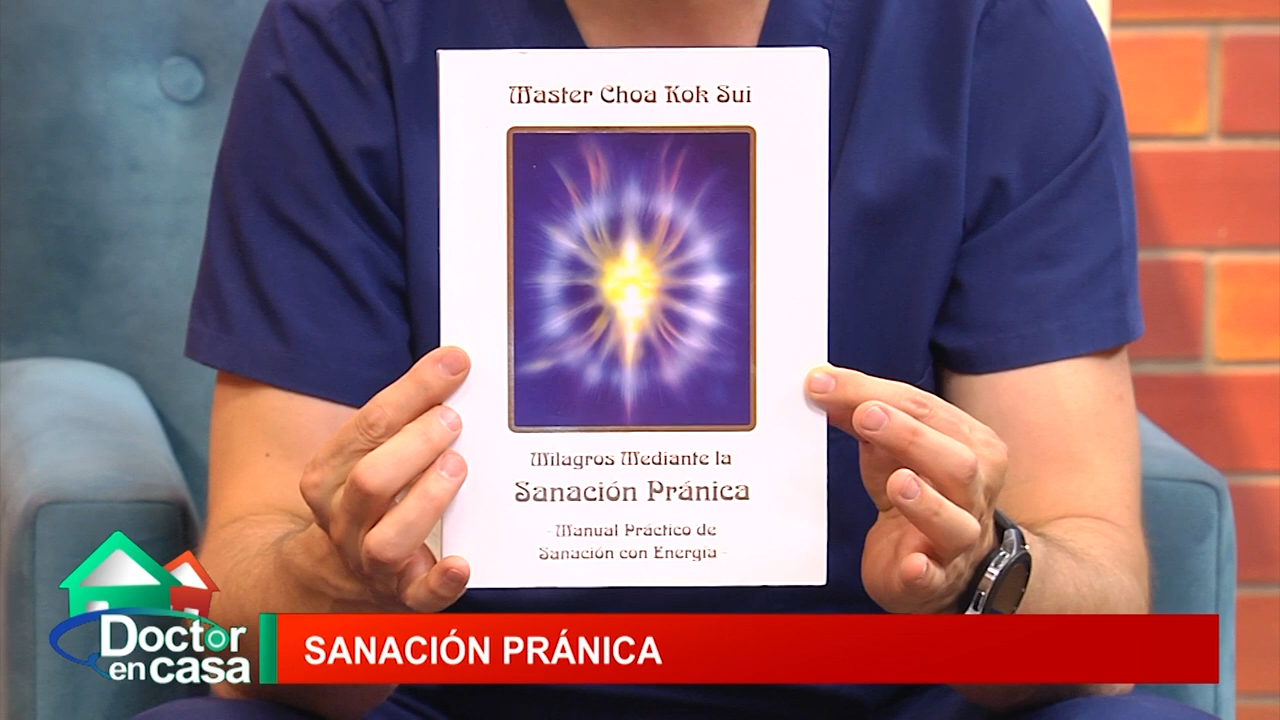 Master Choa Kok Sui
Milagros Mediante la
Sanación Pránica
- Manual Práctico de
Sanación con Energía -
Doctor
en casa
SANACIÓN PRÁNICA